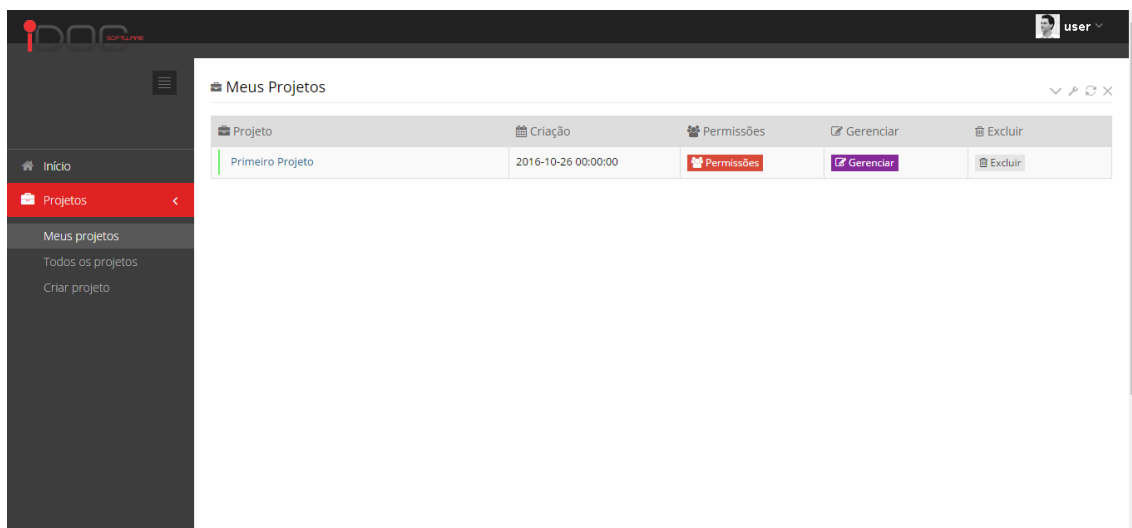 iDOC SOFTWARE
user
Meus Projetos
Projeto Criação Permissões Gerenciar Excluir
Primeiro Projeto 2016-10-26 00:00:00 Permissões Gerenciar Excluir
Início
Projetos
Meus projetos
Todos os projetos
Criar projeto